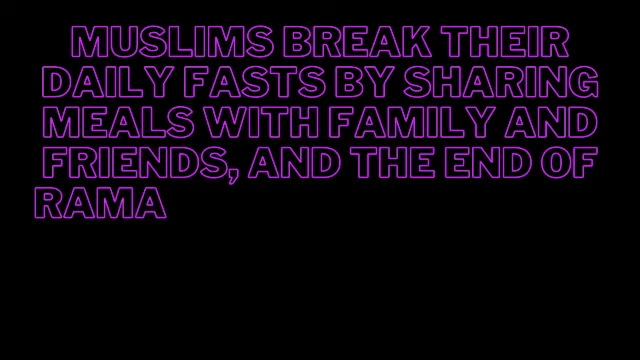 MUSLIMS BREAK THEIR
DAILY FASTS BY SHARING
MEALS WITH FAMILY AND
FRIENDS, AND THE END OF
RAMA